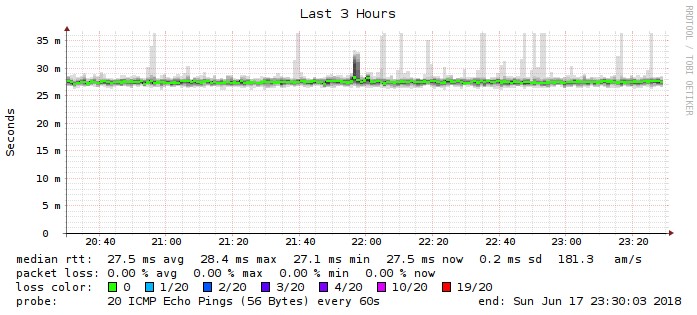 Last 3 Hours
RRDTOOL / TOBI OETIKER
Seconds
35 m
30 m
25 m
20 m
15 m
10 m
5 m
0
20:40 21:00 21:20 21:40 22:00 22:20 22:40 23:00 23:20
median rtt: 27.5 ms avg 28.4 ms max 27.1 ms min 27.5 ms now 0.2 ms sd 181.3 am/s
packet loss: 0.00 % avg 0.00 % max 0.00 % min 0.00 % now
loss color: 0 1/20 2/20 3/20 4/20 10/20 19/20
probe: 20 ICMP Echo Pings (56 Bytes) every 60s end: Sun Jun 17 23:30:03 2018